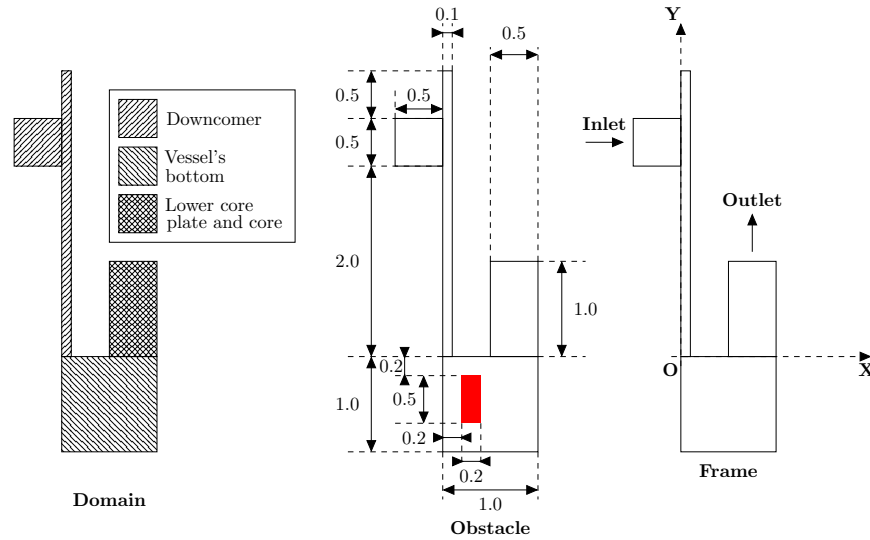 Downcomer
Vessel's
bottom
Lower core
plate and core
Domain
0.1
0.5
0.5
0.5
0.5
2.0
1.0
0.2
0.5
1.0
0.2
0.2
1.0
Obstacle
Y
Inlet
Outlet
O
X
Frame